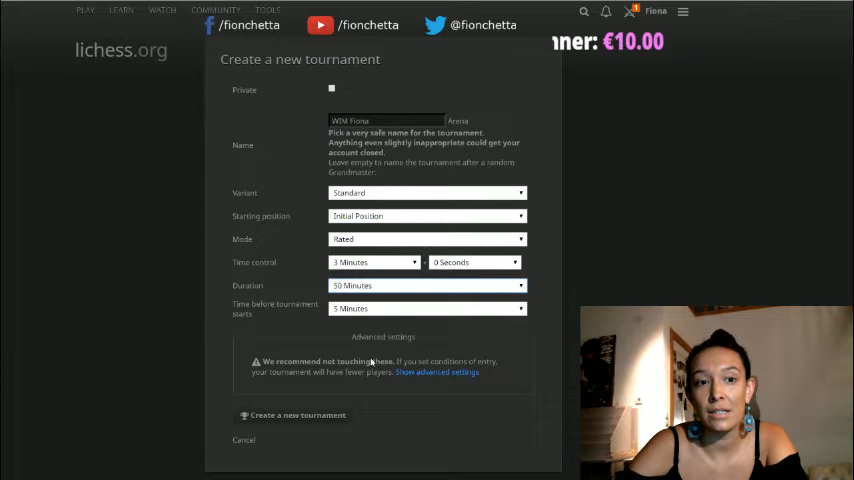 PLAY LEARN WATCH COMMUNITY TOOLS 1 Fiona
/fionchetta /fionchetta @fionchetta
lichess.org
nner: €10.00
Create a new tournament
Private
WIM Fiona Arena
Name
Pick a very safe name for the tournament.
Anything even slightly inappropriate could get your
account closed.
Leave empty to name the tournament after a random
Grandmaster.
Variant Standard
Starting position Initial Position
Mode Rated
Time control 3 Minutes + 0 Seconds
Duration 50 Minutes
Time before tournament
starts
5 Minutes
Advanced settings
We recommend not touching these. If you set conditions of entry,
your tournament will have fewer players. Show advanced settings
Create a new tournament
Cancel